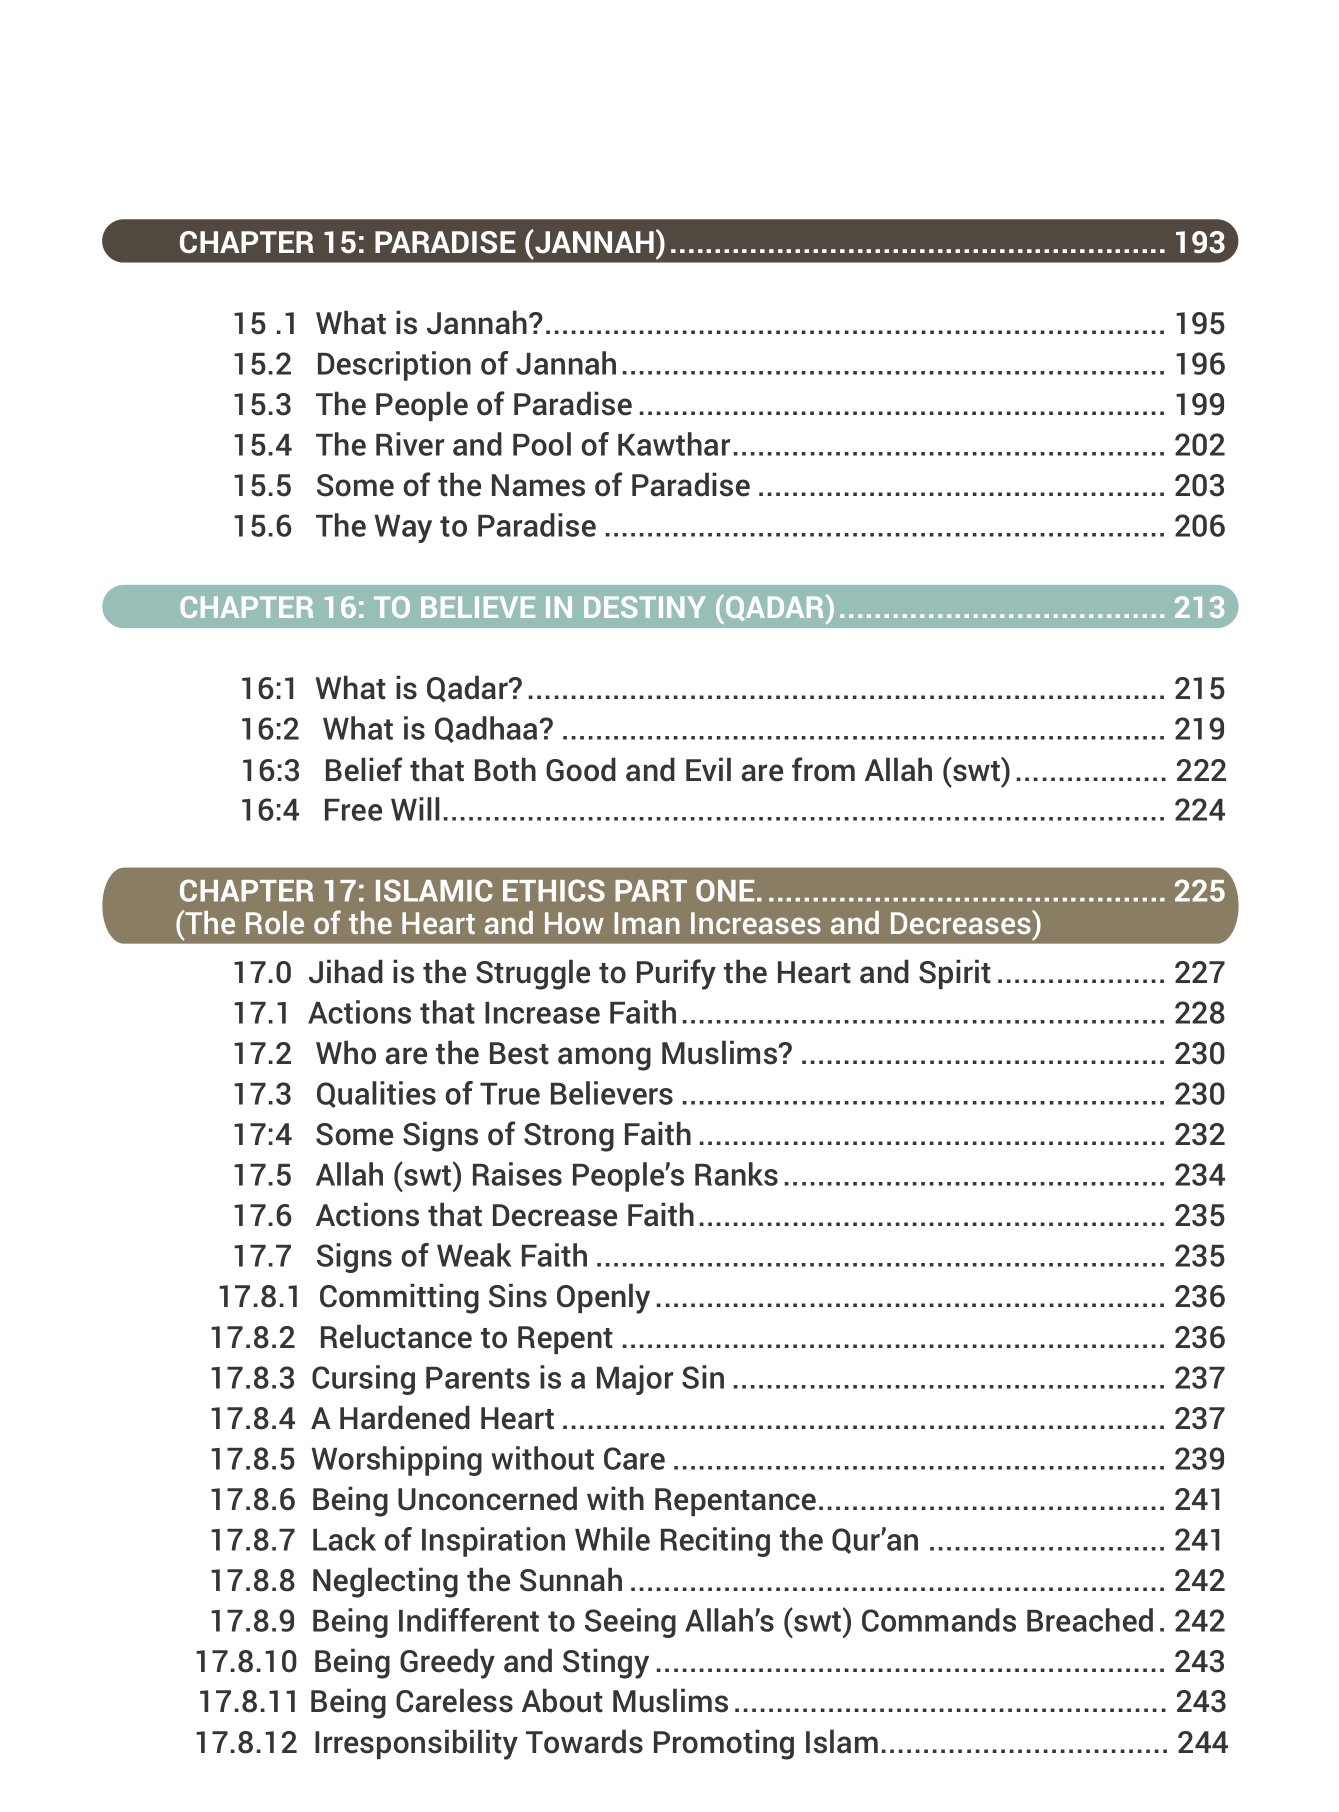 CHAPTER 15: PARADISE (JANNAH)........................................................ 193
15 .1 What is Jannah?........................................................................ 195
15.2 Description of Jannah............................................................... 196
15.3 The People of Paradise ............................................................. 199
15.4 The River and Pool of Kawthar.................................................. 202
15.5 Some of the Names of Paradise ............................................... 203
15.6 The Way to Paradise ................................................................. 206
CHAPTER 16: TO BELIEVE IN DESTINY (QADAR)..................................... 213
16:1 What is Qadar? .......................................................................... 215
16:2 What is Qadhaa? ...................................................................... 219
16:3 Belief that Both Good and Evil are from Allah (swt).................. 222
16:4 Free Will.................................................................................... 224
CHAPTER 17: ISLAMIC ETHICS PART ONE.............................................. 225
(The Role of the Heart and How Iman Increases and Decreases)
17.0 Jihad is the Struggle to Purify the Heart and Spirit .................... 227
17.1 Actions that Increase Faith........................................................ 228
17.2 Who are the Best among Muslims? .......................................... 230
17.3 Qualities of True Believers ........................................................ 230
17:4 Some Signs of Strong Faith ...................................................... 232
17.5 Allah (swt) Raises People’s Ranks............................................. 234
17.6 Actions that Decrease Faith...................................................... 235
17.7 Signs of Weak Faith .................................................................. 235
17.8.1 Committing Sins Openly........................................................... 236
17.8.2 Reluctance to Repent ............................................................... 236
17.8.3 Cursing Parents is a Major Sin .................................................. 237
17.8.4 A Hardened Heart ...................................................................... 237
17.8.5 Worshipping without Care ......................................................... 239
17.8.6 Being Unconcerned with Repentance........................................ 241
17.8.7 Lack of Inspiration While Reciting the Qur’an ............................ 241
17.8.8 Neglecting the Sunnah .............................................................. 242
17.8.9 Being Indifferent to Seeing Allah’s (swt) Commands Breached . 242
17.8.10 Being Greedy and Stingy ........................................................... 243
17.8.11 Being Careless About Muslims.................................................. 243
17.8.12 Irresponsibility Towards Promoting Islam.................................. 244